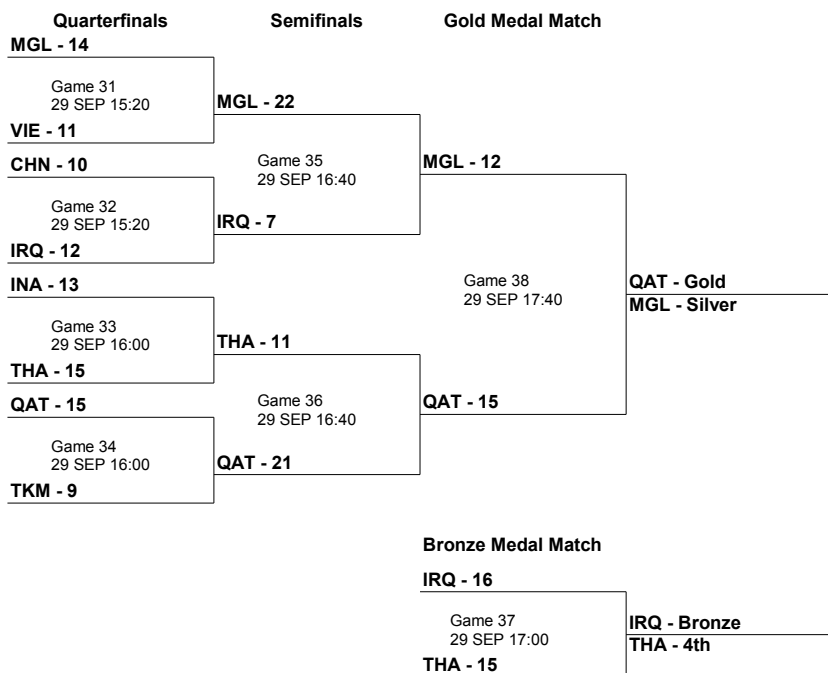 Quarterfinals Semifinals Gold Medal Match
MGL - 14
Game 31
29 SEP 15:20
MGL - 22
VIE - 11
CHN - 10
Game 35
29 SEP 16:40
MGL - 12
Game 32
29 SEP 15:20
IRQ - 7
IRQ - 12
INA - 13
Game 38
29 SEP 17:40
QAT - Gold
MGL - Silver
Game 33
29 SEP 16:00
THA - 11
THA - 15
QAT - 15
Game 36
29 SEP 16:40
QAT - 15
Game 34
29 SEP 16:00
QAT - 21
TKM - 9
Bronze Medal Match
IRQ - 16
Game 37
29 SEP 17:00
IRQ - Bronze
THA - 4th
THA - 15